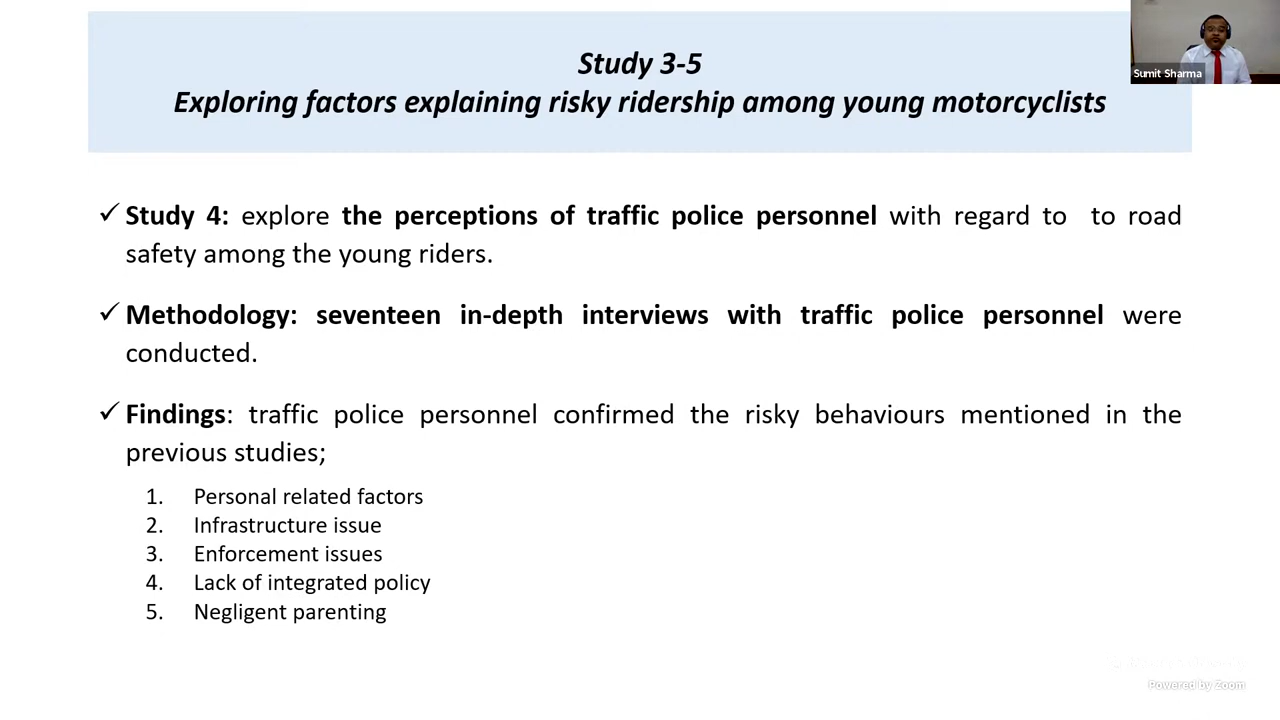 Study 3-5
Exploring factors explaining risky ridership among young motorcyclists
Sumit Sharma
✓ Study 4: explore the perceptions of traffic police personnel with regard to to road
safety among the young riders.
✓ Methodology: seventeen in-depth interviews with traffic police personnel were
conducted.
✓ Findings: traffic police personnel confirmed the risky behaviours mentioned in the
previous studies;
1. Personal related factors
2. Infrastructure issue
3. Enforcement issues
4. Lack of integrated policy
5. Negligent parenting
Powered by Zoom